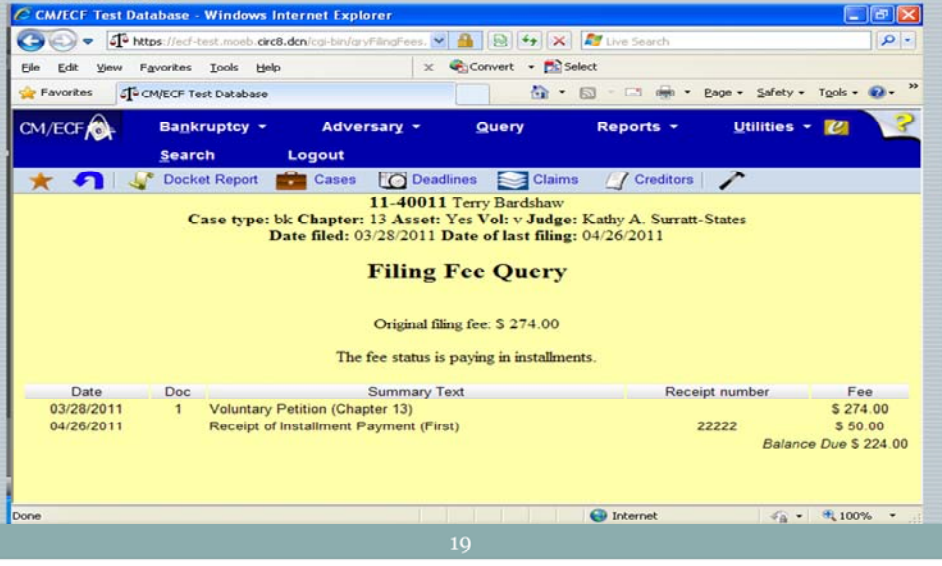 CM/ECF Test Database - Windows Internet Explorer
https://ecf-test.moeb.circ8.dcn/cgi-bin/qryFilingFees. Live Search
File Edit View Favorites Tools Help x Convert Select
Favorites CM/ECF Test Database Page Safety Tools »
CM/ECF Bankruptcy Adversary Query Reports Utilities ?
Search Logout
Docket Report Cases Deadlines Claims Creditors
11-40011 Terry Bardshaw
Case type: bk Chapter: 13 Asset: Yes Vol: v Judge: Kathy A. Surratt-States
Date filed: 03/28/2011 Date of last filing: 04/26/2011
Filing Fee Query
Original filing fee: $ 274.00
The fee status is paying in installments.
Date Doc Summary Text Receipt number Fee
03/28/2011 1 Voluntary Petition (Chapter 13) $ 274.00
04/26/2011 Receipt of Installment Payment (First) 22222 $ 50.00
Balance Due $ 224.00
Done Internet 100%
19